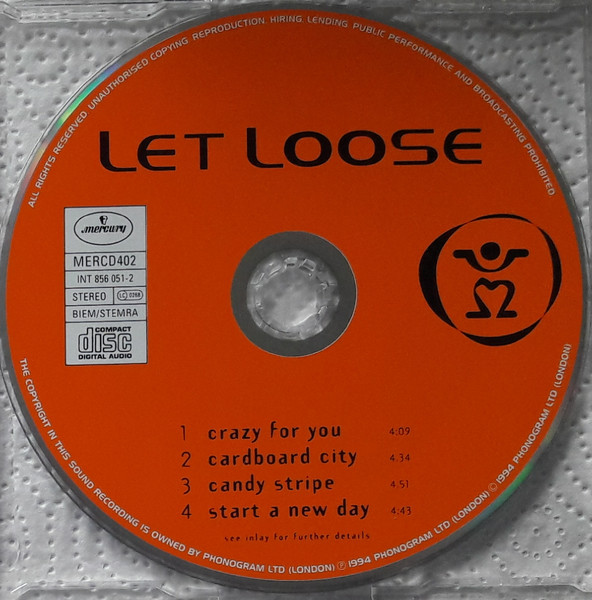 ALL RIGHTS RESERVED. UNAUTHORISED COPYING. REPRODUCTION. HIRING. LENDING. PUBLIC PERFORMANCE AND BROADCASTING PROHIBITED
LET LOOSE
mercury
MERCD402
INT 856 051-2
STEREO LC 0268
BIEM/STEMRA
COMPACT
disc
DIGITAL AUDIO
1 crazy for you 4:09
2 cardboard city 4.34
3 candy stripe 4.51
4 start a new day 4:43
see inlay for further details
THE COPYRIGHT IN THIS SOUND RECORDING IS OWNED BY PHONOGRAM LTD (LONDON) Ⓟ 1994 PHONOGRAM LTD (LONDON) © 1994 PHONOGRAM LTD (LONDON)